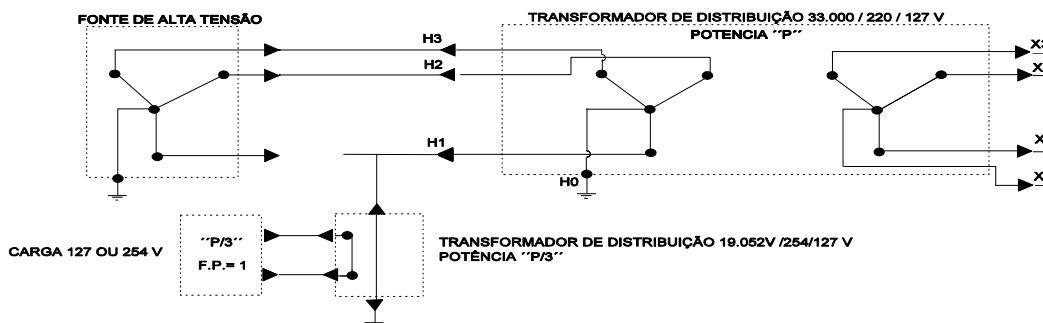 FONTE DE ALTA TENSÃO
TRANSFORMADOR DE DISTRIBUIÇÃO 33.000 / 220 / 127 V
POTENCIA ´´P´´
H3
H2
H1
H0
X
X
X
CARGA 127 OU 254 V
´´P/3´´
F.P.= 1
TRANSFORMADOR DE DISTRIBUIÇÃO 19.052V /254/127 V
POTÊNCIA ´´P/3´´